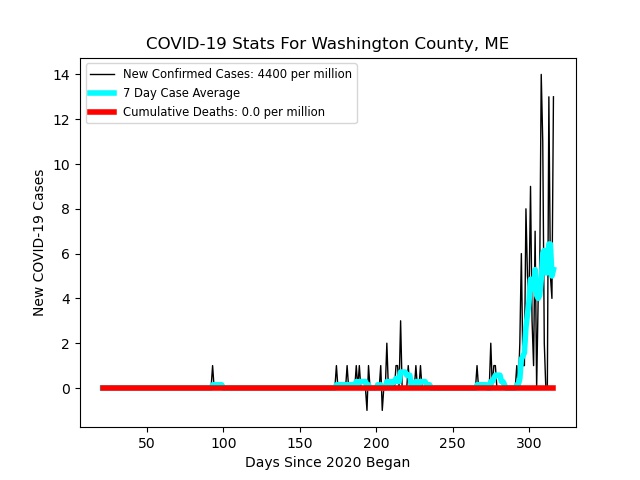 COVID-19 Stats For Washington County, ME
New Confirmed Cases: 4400 per million
7 Day Case Average
Cumulative Deaths: 0.0 per million
14
12
10
8
6
4
2
0
New COVID-19 Cases
50 100 150 200 250 300
Days Since 2020 Began